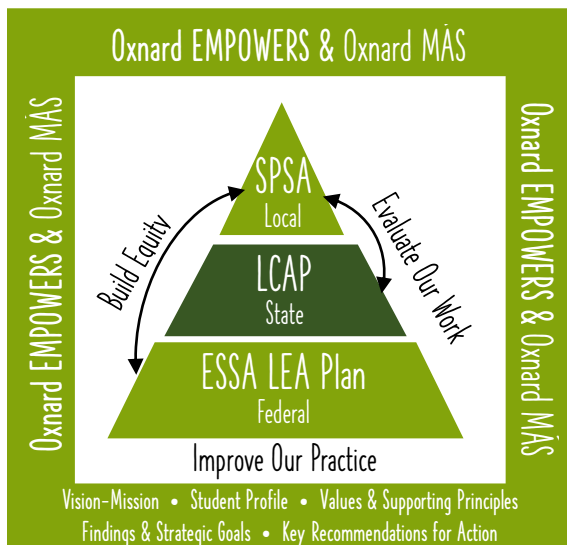 Oxnard EMPOWERS & Oxnard MÁS
Oxnard EMPOWERS & Oxnard MÁS
Oxnard EMPOWERS & Oxnard MÁS
SPSA
Local
Build Equity
Evaluate Our Work
LCAP
State
ESSA LEA Plan
Federal
Improve Our Practice
Vision-Mission • Student Profile • Values & Supporting Principles
Findings & Strategic Goals • Key Recommendations for Action